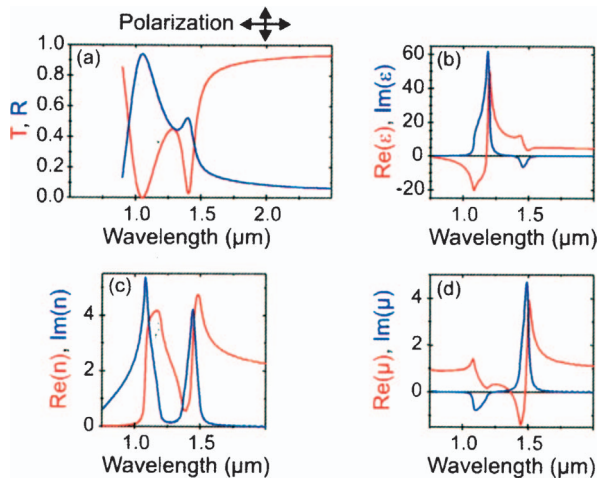 Polarization
(a)
T, R
1.0
0.8
0.6
0.4
0.2
0.0
1.0 1.5 2.0
Wavelength (μm)
(b)
Re(ε), Im(ε)
60
40
20
0
-20
1.0 1.5
Wavelength (μm)
(c)
Re(n), Im(n)
4
2
0
1.0 1.5
Wavelength (μm)
(d)
Re(μ), Im(μ)
4
2
0
1.0 1.5
Wavelength (μm)